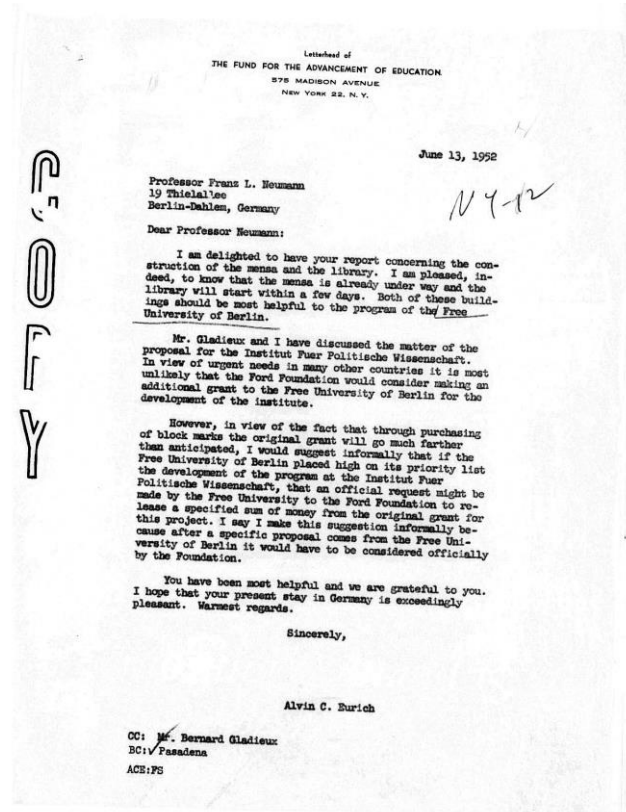 Letterhead of
THE FUND FOR THE ADVANCEMENT OF EDUCATION
575 MADISON AVENUE
NEW YORK 22, N. Y.
June 13, 1952
NY-12
COPY
Professor Franz L. Neumann
19 Thielallee
Berlin-Dahlem, Germany
Dear Professor Neumann:
I am delighted to have your report concerning the con-
struction of the mensa and the library. I am pleased, in-
deed, to know that the mensa is already under way and the
library will start within a few days. Both of these build-
ings should be most helpful to the program of the Free
University of Berlin.
Mr. Gladieux and I have discussed the matter of the
proposal for the Institut Fuer Politische Wissenschaft.
In view of urgent needs in many other countries it is most
unlikely that the Ford Foundation would consider making an
additional grant to the Free University of Berlin for the
development of the institute.
However, in view of the fact that through purchasing
of block marks the original grant will go much farther
than anticipated, I would suggest informally that if the
Free University of Berlin placed high on its priority list
the development of the program at the Institut Fuer
Politische Wissenschaft, that an official request might be
made by the Free University to the Ford Foundation to re-
lease a specified sum of money from the original grant for
this project. I say I make this suggestion informally be-
cause after a specific proposal comes from the Free Uni-
versity of Berlin it would have to be considered officially
by the Foundation.
You have been most helpful and we are grateful to you.
I hope that your present stay in Germany is exceedingly
pleasant. Warmest regards.
Sincerely,
Alvin C. Eurich
CC: Mr. Bernard Gladieux
BC: Pasadena
ACE:FS